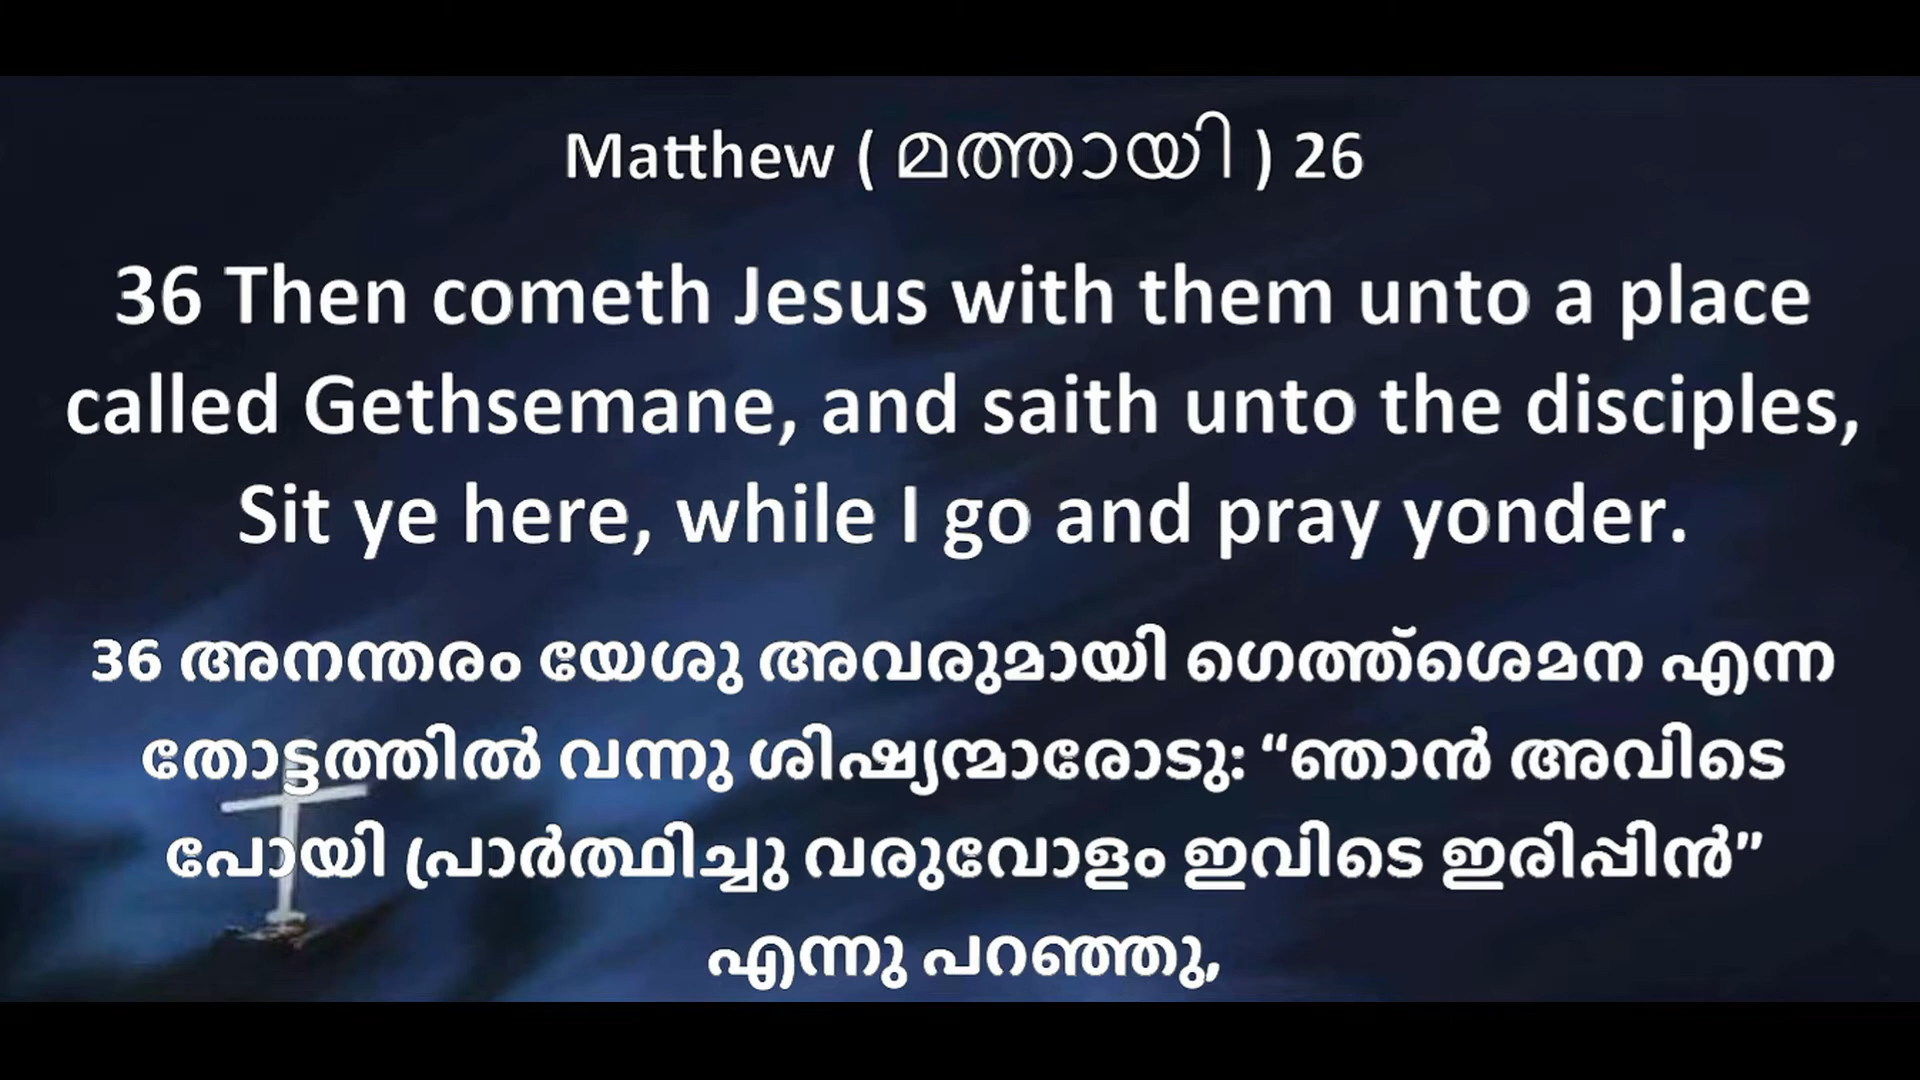 Matthew ( മത്തായി ) 26
36 Then cometh Jesus with them unto a place
called Gethsemane, and saith unto the disciples,
Sit ye here, while I go and pray yonder.
36 അനന്തരം യേശു അവരുമായി ഗെത്ത്ശെമന എന്ന
തോട്ടത്തിൽ വന്നു ശിഷ്യന്മാരോടു: “ഞാൻ അവിടെ
പോയി പ്രാർത്ഥിച്ചു വരുവോളം ഇവിടെ ഇരിപ്പിൻ”
എന്നു പറഞ്ഞു,